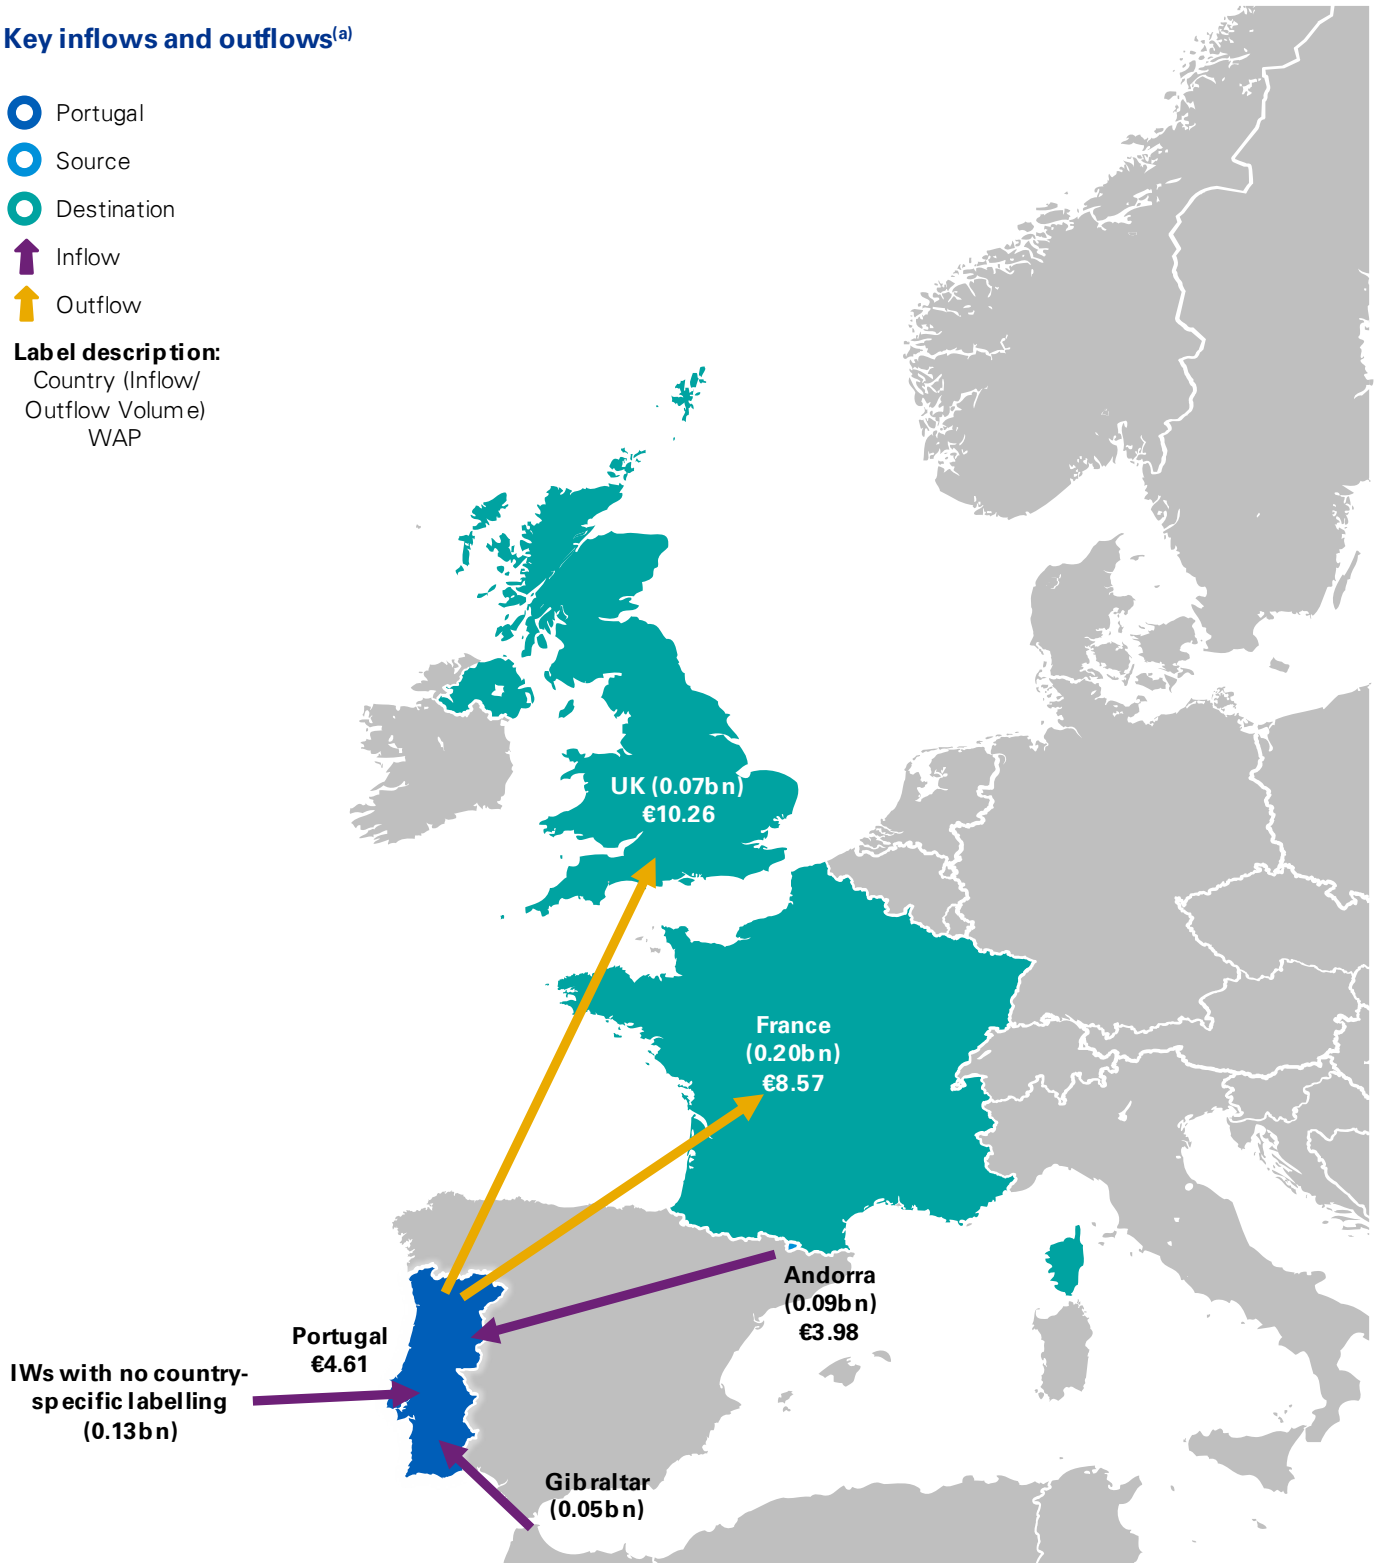 Key inflows and outflows(a)
Portugal
Source
Destination
Inflow
Outflow
Label description:
Country (Inflow/
Outflow Volume)
WAP
UK (0.07bn)
€10.26
France
(0.20bn)
€8.57
Andorra
(0.09bn)
€3.98
Portugal
€4.61
IWs with no country-
specific labelling
(0.13bn)
Gibraltar
(0.05bn)